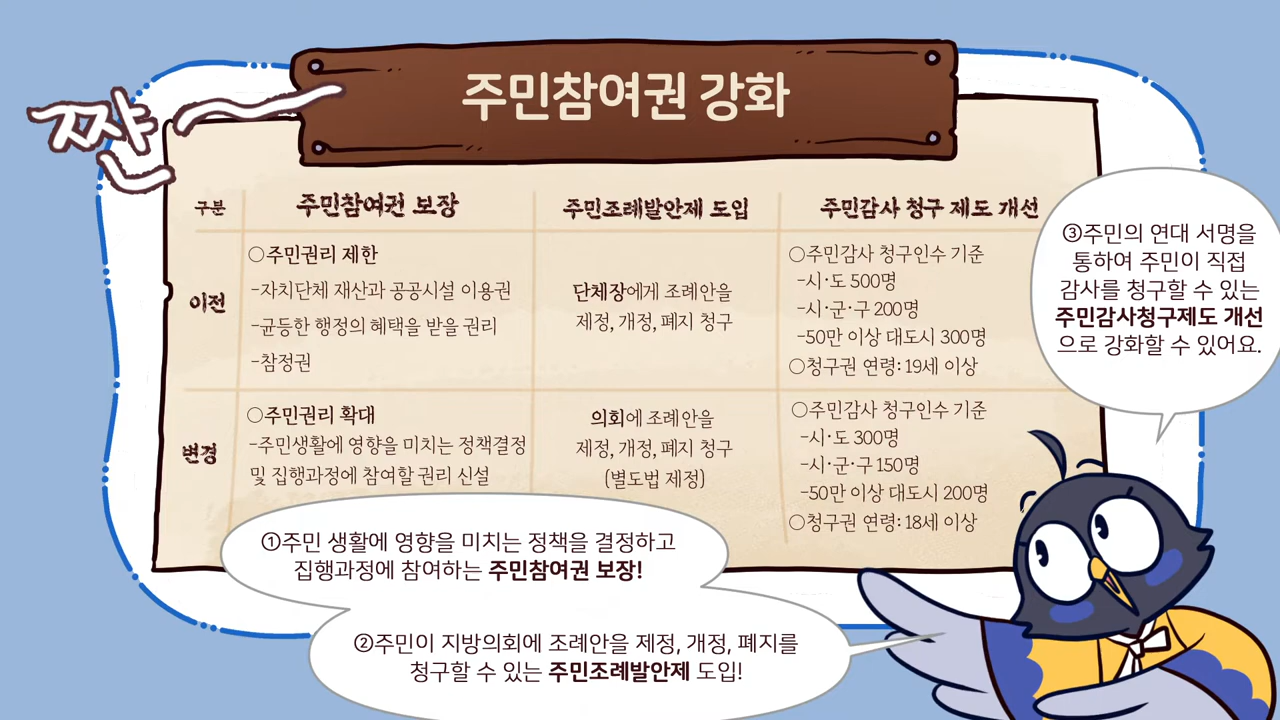 짠~
주민참여권 강화
구분
주민참여권 보장
주민조례발안제 도입
주민감사 청구 제도 개선
이전
○주민권리 제한
-자치단체 재산과 공공시설 이용권
-균등한 행정의 혜택을 받을 권리
-참정권
단체장에게 조례안을
제정, 개정, 폐지 청구
○주민감사 청구인수 기준
-시·도 500명
-시·군·구 200명
-50만 이상 대도시 300명
○청구권 연령: 19세 이상
변경
○주민권리 확대
-주민생활에 영향을 미치는 정책결정
및 집행과정에 참여할 권리 신설
의회에 조례안을
제정, 개정, 폐지 청구
(별도법 제정)
○주민감사 청구인수 기준
-시·도 300명
-시·군·구 150명
-50만 이상 대도시 200명
○청구권 연령: 18세 이상
①주민 생활에 영향을 미치는 정책을 결정하고
집행과정에 참여하는 주민참여권 보장!
②주민이 지방의회에 조례안을 제정, 개정, 폐지를
청구할 수 있는 주민조례발안제 도입!
③주민의 연대 서명을
통하여 주민이 직접
감사를 청구할 수 있는
주민감사청구제도 개선
으로 강화할 수 있어요.